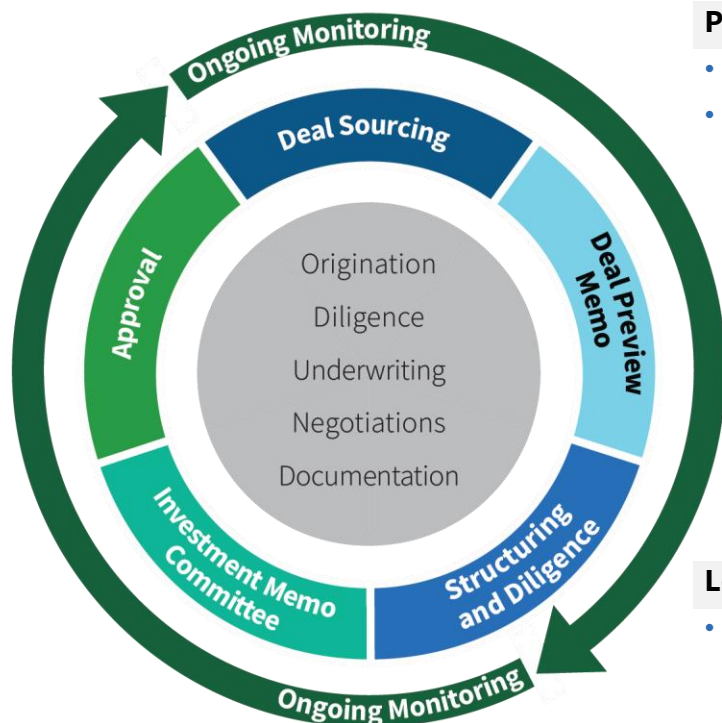 Ongoing Monitoring
P
Deal Sourcing
Deal Preview
Memo
Approval
Origination
Diligence
Underwriting
Negotiations
Documentation
Investment Memo
Committee
Structuring
and Diligence
L
Ongoing Monitoring